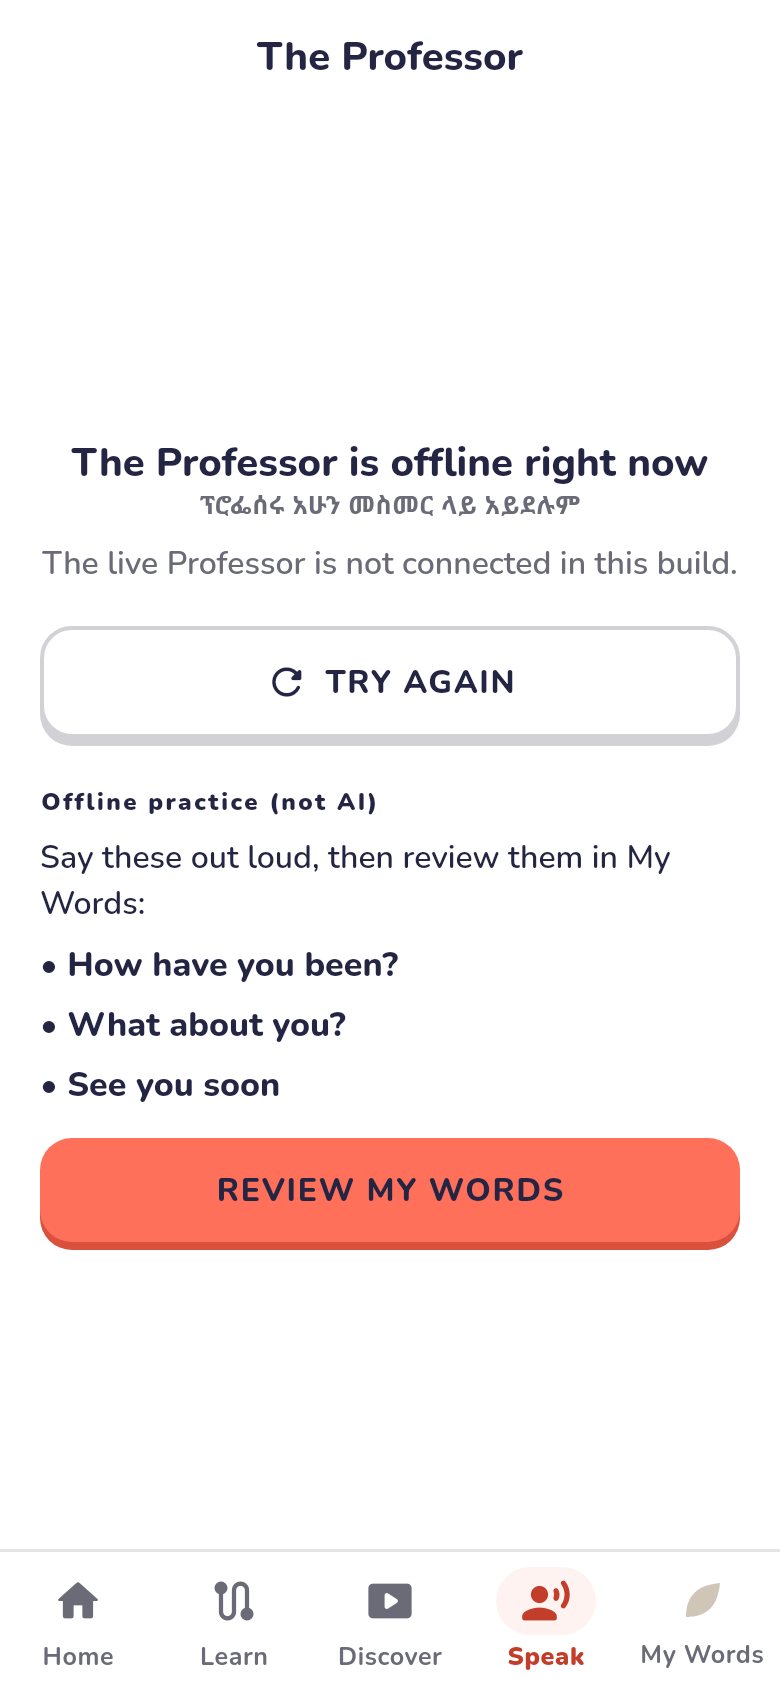 The Professor
The Professor is offline right now
ፕሮፌሰሩ አሁን መስመር ላይ አይደሉም
The live Professor is not connected in this build.
TRY AGAIN
Offline practice (not AI)
Say these out loud, then review them in My
Words:
• How have you been?
• What about you?
• See you soon
REVIEW MY WORDS
Home
Learn
Discover
Speak
My Words